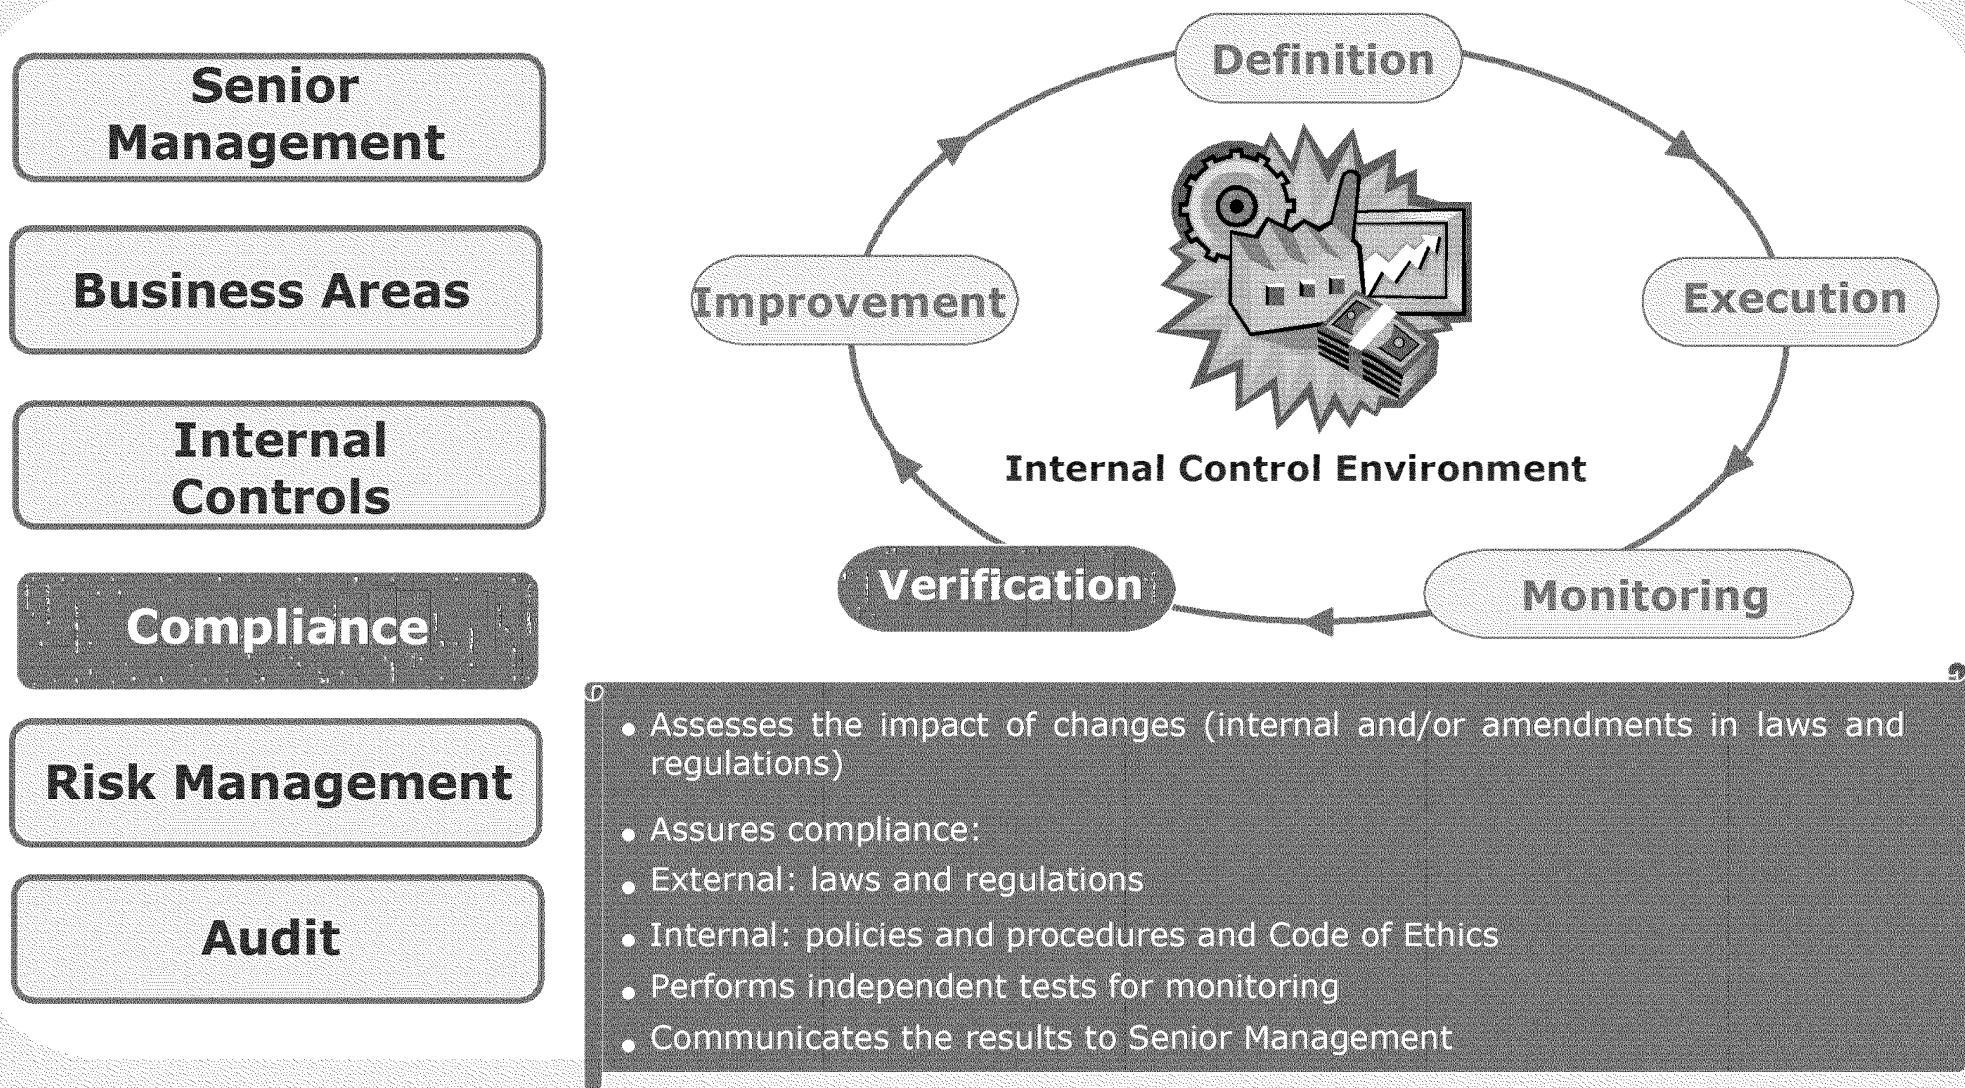 Senior
Management
Business Areas
Internal
Controls
Compliance
Risk Management
Audit
Definition
Improvement
Execution
Internal Control Environment
Verification
Monitoring
• Assesses the impact of changes (internal and/or amendments in laws and
regulations)
• Assures compliance:
• External: laws and regulations
• Internal: policies and procedures and Code of Ethics
• Performs independent tests for monitoring
• Communicates the results to Senior Management